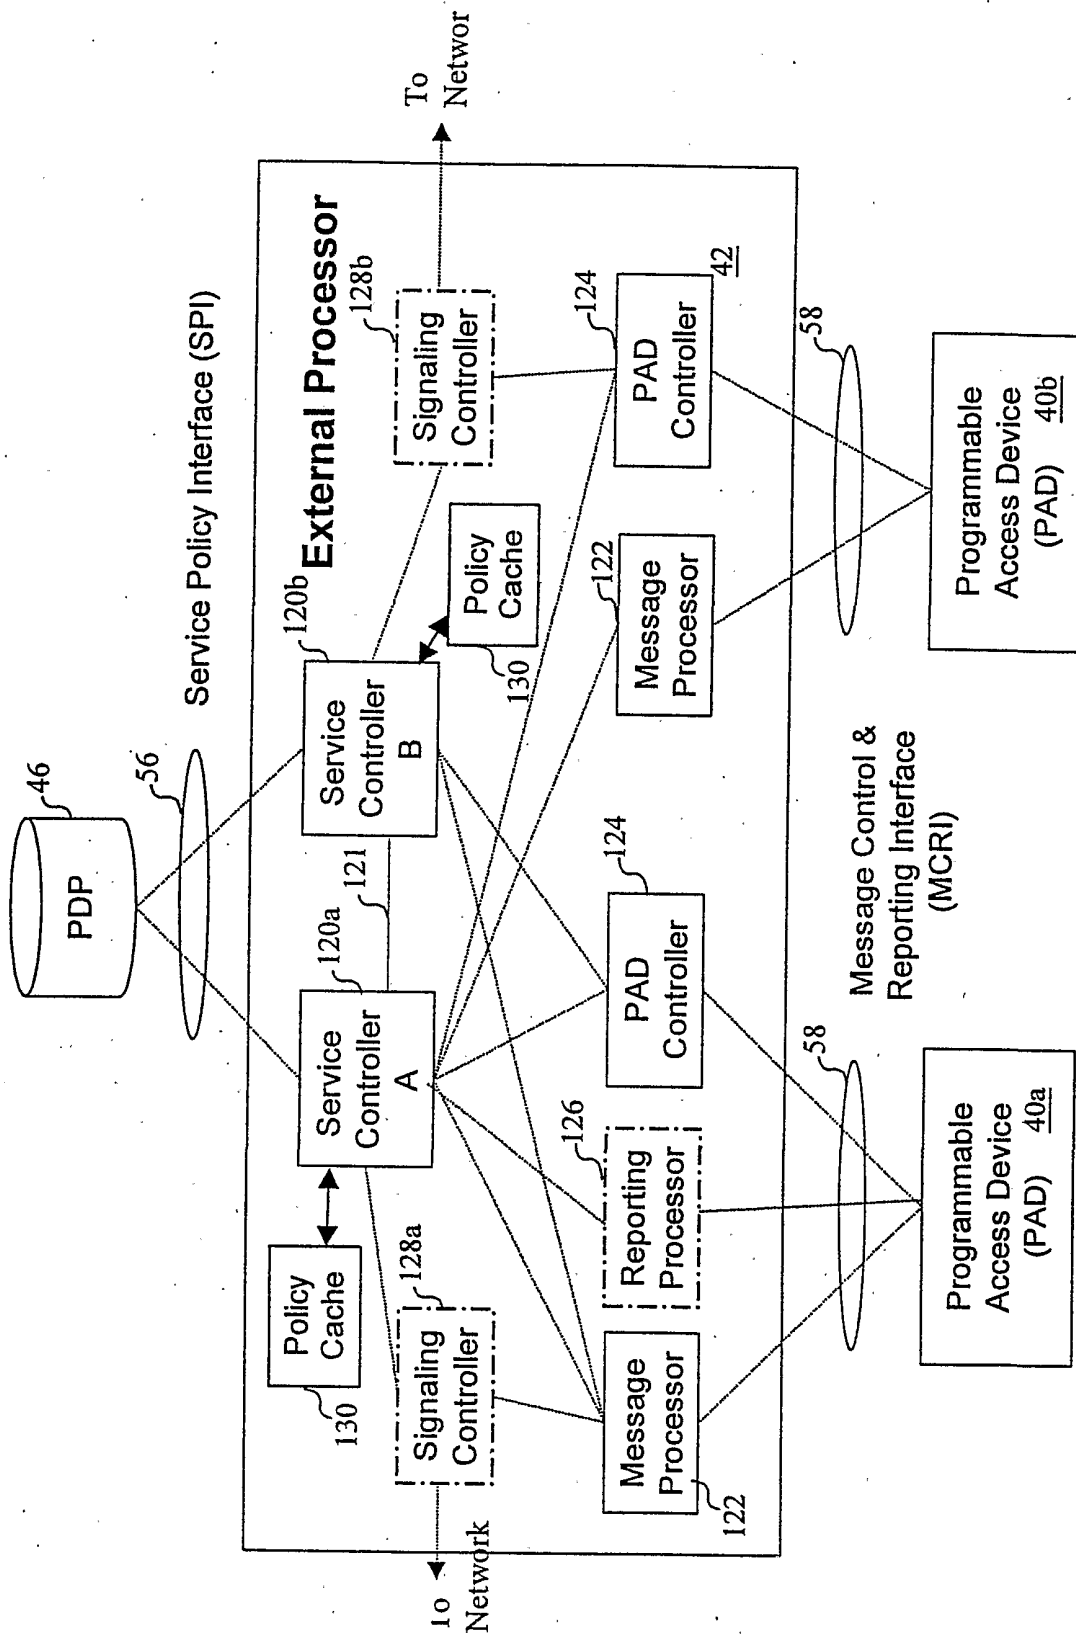 PDP
46
56
Service Policy Interface (SPI)
External Processor
Policy
Cache
130
Service
Controller
A
120a
121
Service
Controller
B
120b
Policy
Cache
130
Signaling
Controller
128a
Signaling
Controller
128b
To
Network
To
Networ
Message
Processor
122
Reporting
Processor
126
PAD
Controller
124
Message
Processor
122
PAD
Controller
124
42
58
Message Control &
Reporting Interface
(MCRI)
58
Programmable
Access Device
(PAD) 40a
Programmable
Access Device
(PAD) 40b